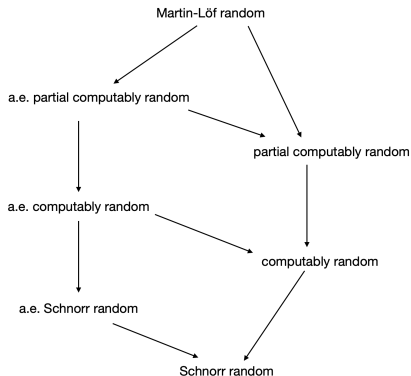 Martin-Löf random
a.e. partial computably random
partial computably random
a.e. computably random
computably random
a.e. Schnorr random
Schnorr random